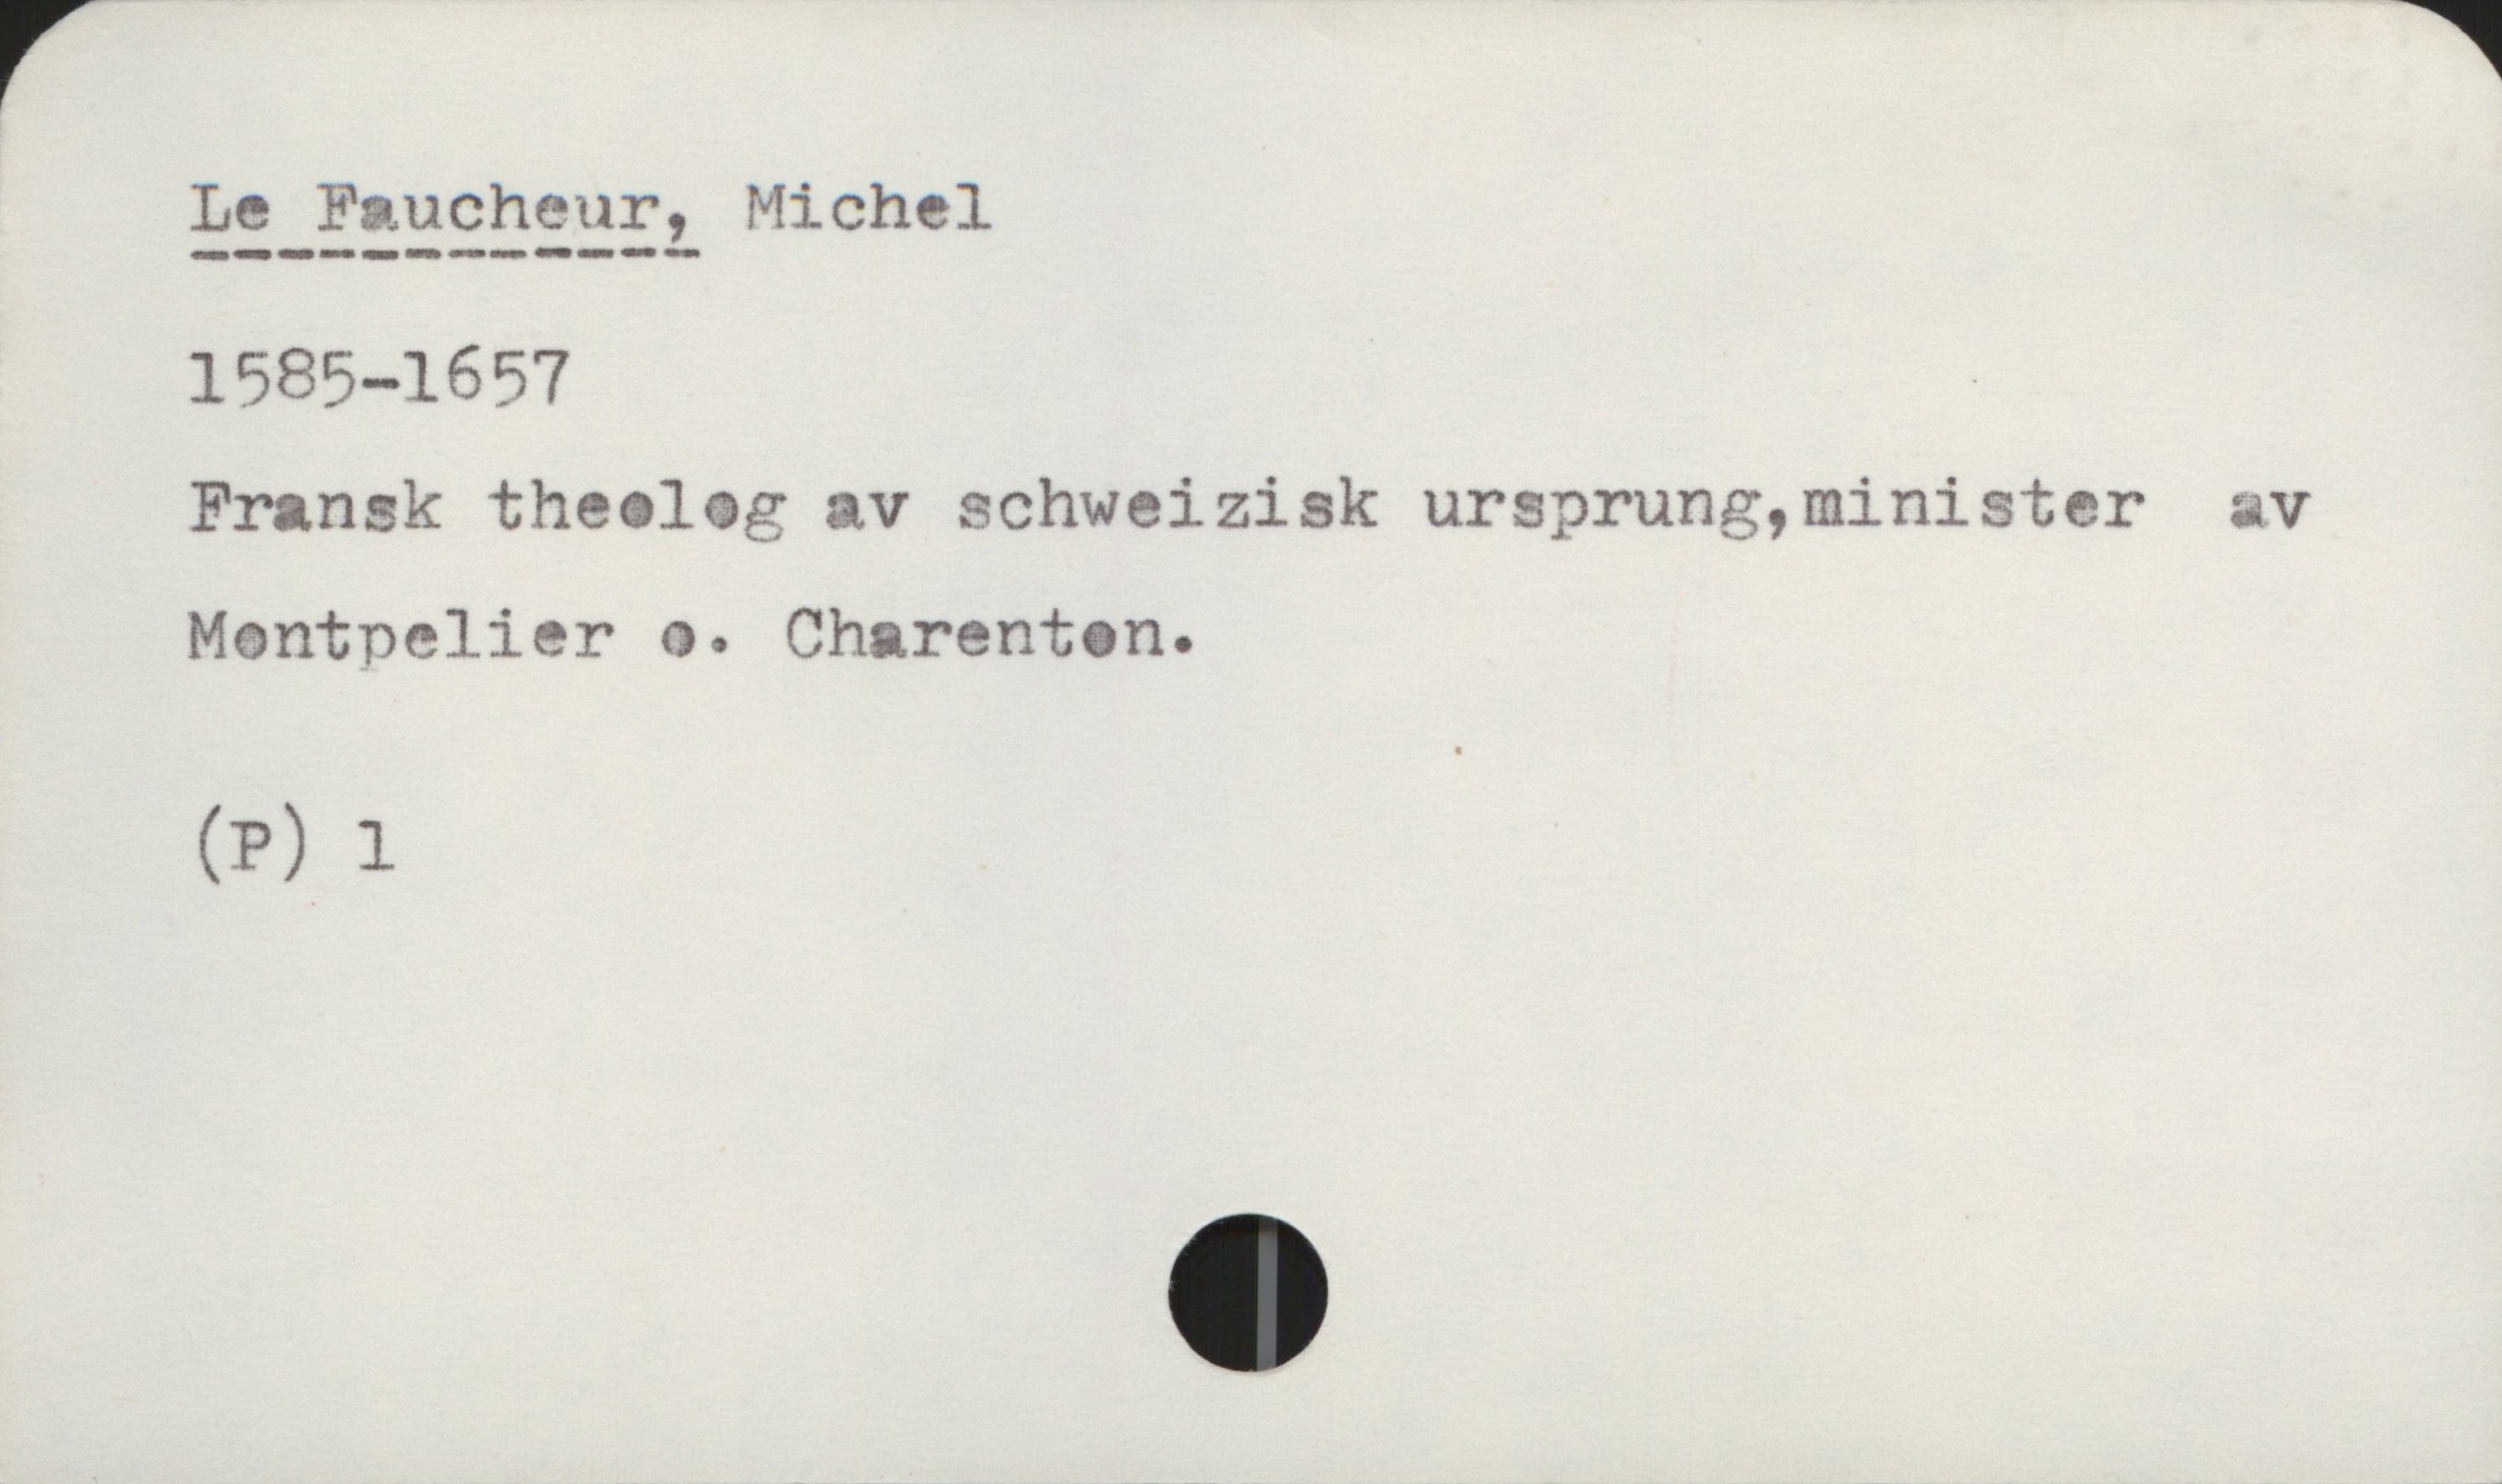 Le Faucheur, Michel
1585-1657
Fransk theolog av schweizisk ursprung,minister av
Montpelier o. Charenton.
(P) 1